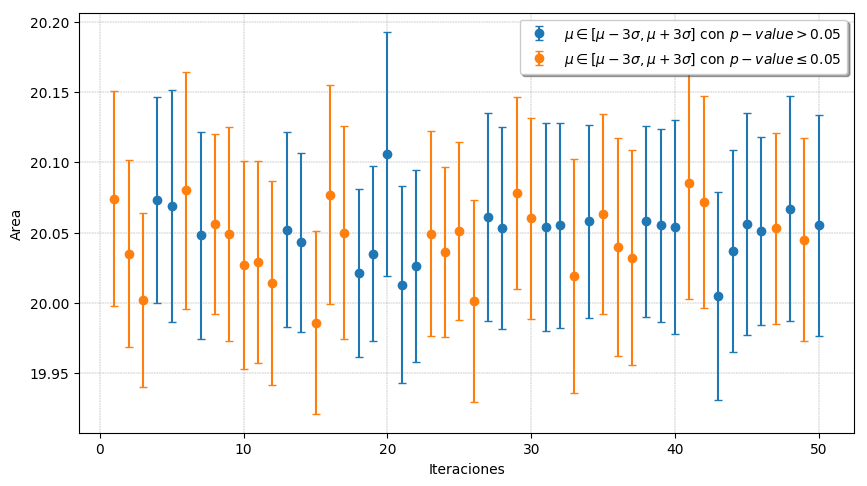 20.20
20.15
20.10
20.05
20.00
19.95
Area
μ ∈ [μ − 3σ, μ + 3σ] con p − value > 0.05
μ ∈ [μ − 3σ, μ + 3σ] con p − value ≤ 0.05
0 10 20 30 40 50
Iteraciones